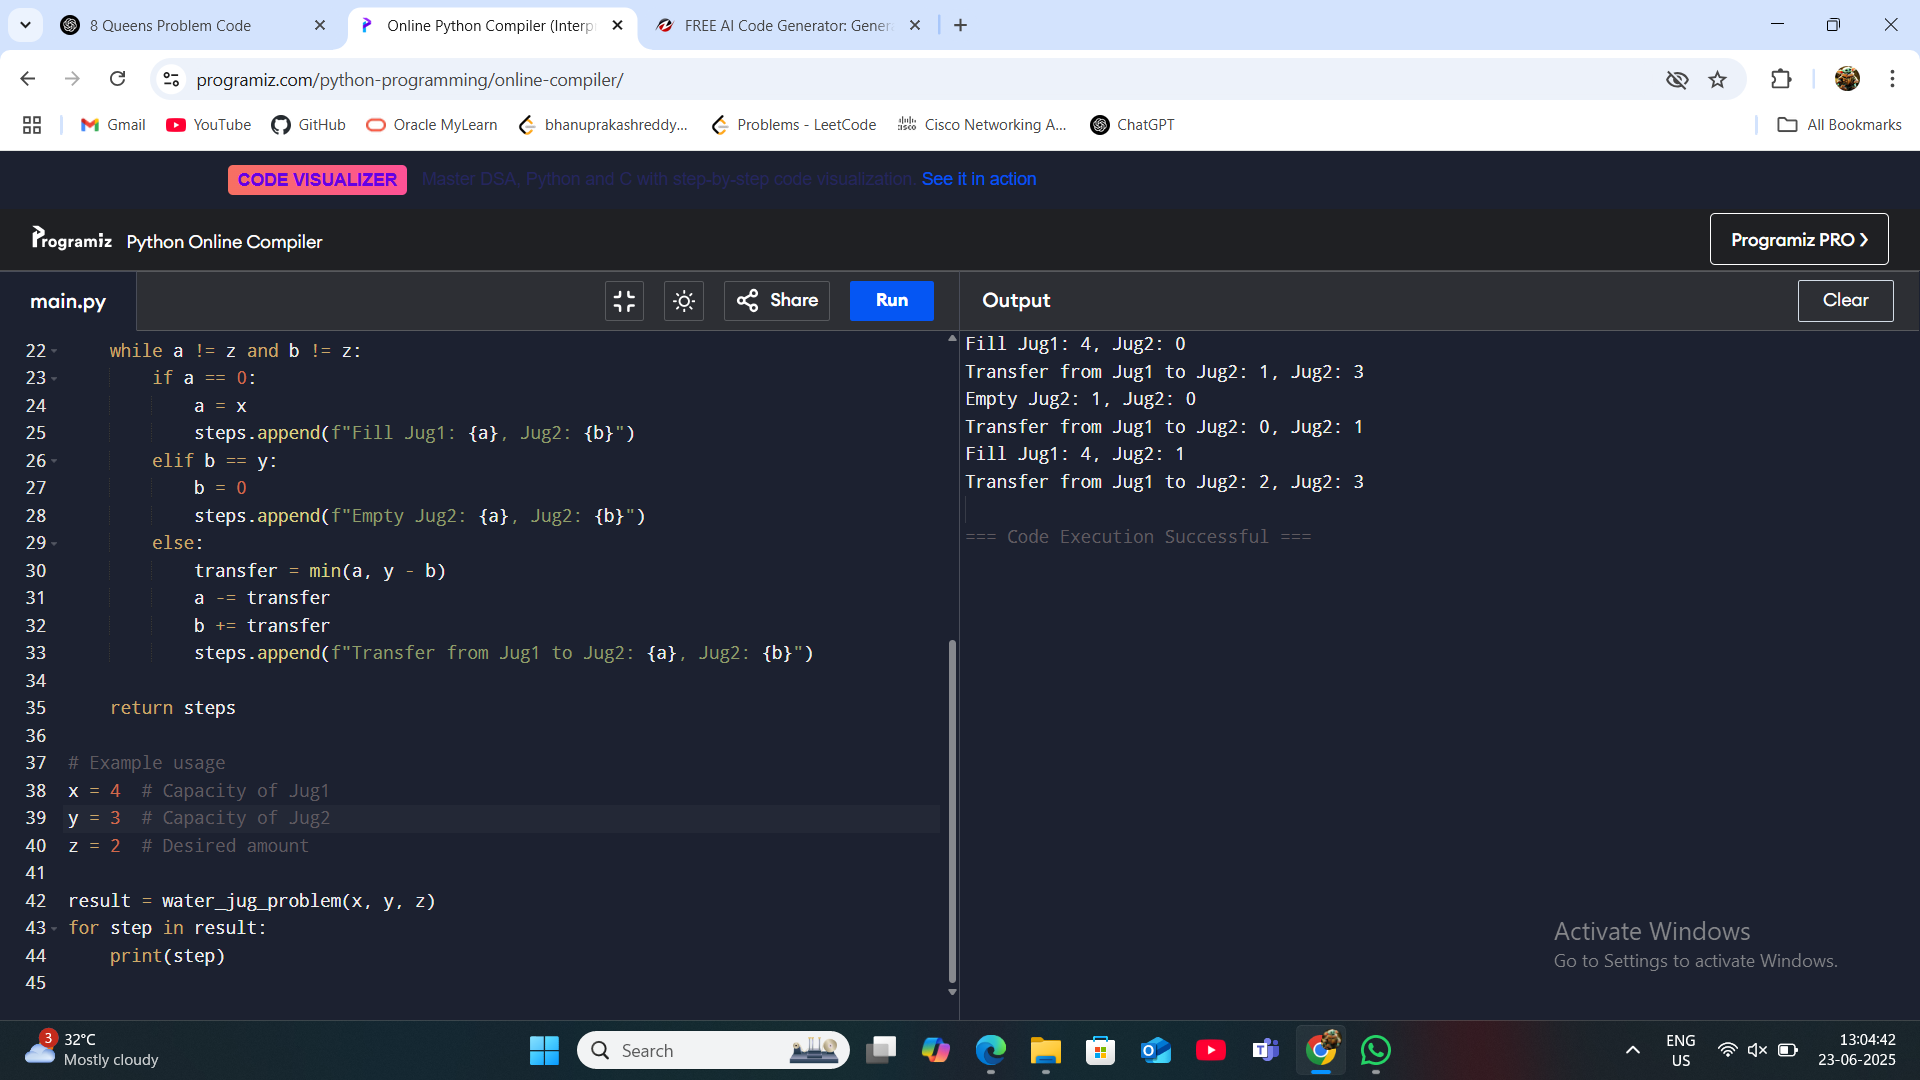 8 Queens Problem Code
Online Python Compiler (Interp
FREE AI Code Generator: Gener
programiz.com/python-programming/online-compiler/
Gmail YouTube GitHub Oracle MyLearn bhanuprakashreddy... Problems - LeetCode Cisco Networking A... ChatGPT All Bookmarks
CODE VISUALIZER Master DSA, Python and C with step-by-step code visualization See it in action
Programiz Python Online Compiler
Programiz PRO ❯
main.py Share Run
22 while a != z and b != z:
23 if a == 0:
24 a = x
25 steps.append(f"Fill Jug1: {a}, Jug2: {b}")
26 elif b == y:
27 b = 0
28 steps.append(f"Empty Jug2: {a}, Jug2: {b}")
29 else:
30 transfer = min(a, y - b)
31 a -= transfer
32 b += transfer
33 steps.append(f"Transfer from Jug1 to Jug2: {a}, Jug2: {b}")
34
35 return steps
36
37 # Example usage
38 x = 4 # Capacity of Jug1
39 y = 3 # Capacity of Jug2
40 z = 2 # Desired amount
41
42 result = water_jug_problem(x, y, z)
43 for step in result:
44 print(step)
45
Output Clear
Fill Jug1: 4, Jug2: 0
Transfer from Jug1 to Jug2: 1, Jug2: 3
Empty Jug2: 1, Jug2: 0
Transfer from Jug1 to Jug2: 0, Jug2: 1
Fill Jug1: 4, Jug2: 1
Transfer from Jug1 to Jug2: 2, Jug2: 3
=== Code Execution Successful ===
Activate Windows
Go to Settings to activate Windows.
3
32°C
Mostly cloudy
Search
ENG
US
13:04:42
23-06-2025